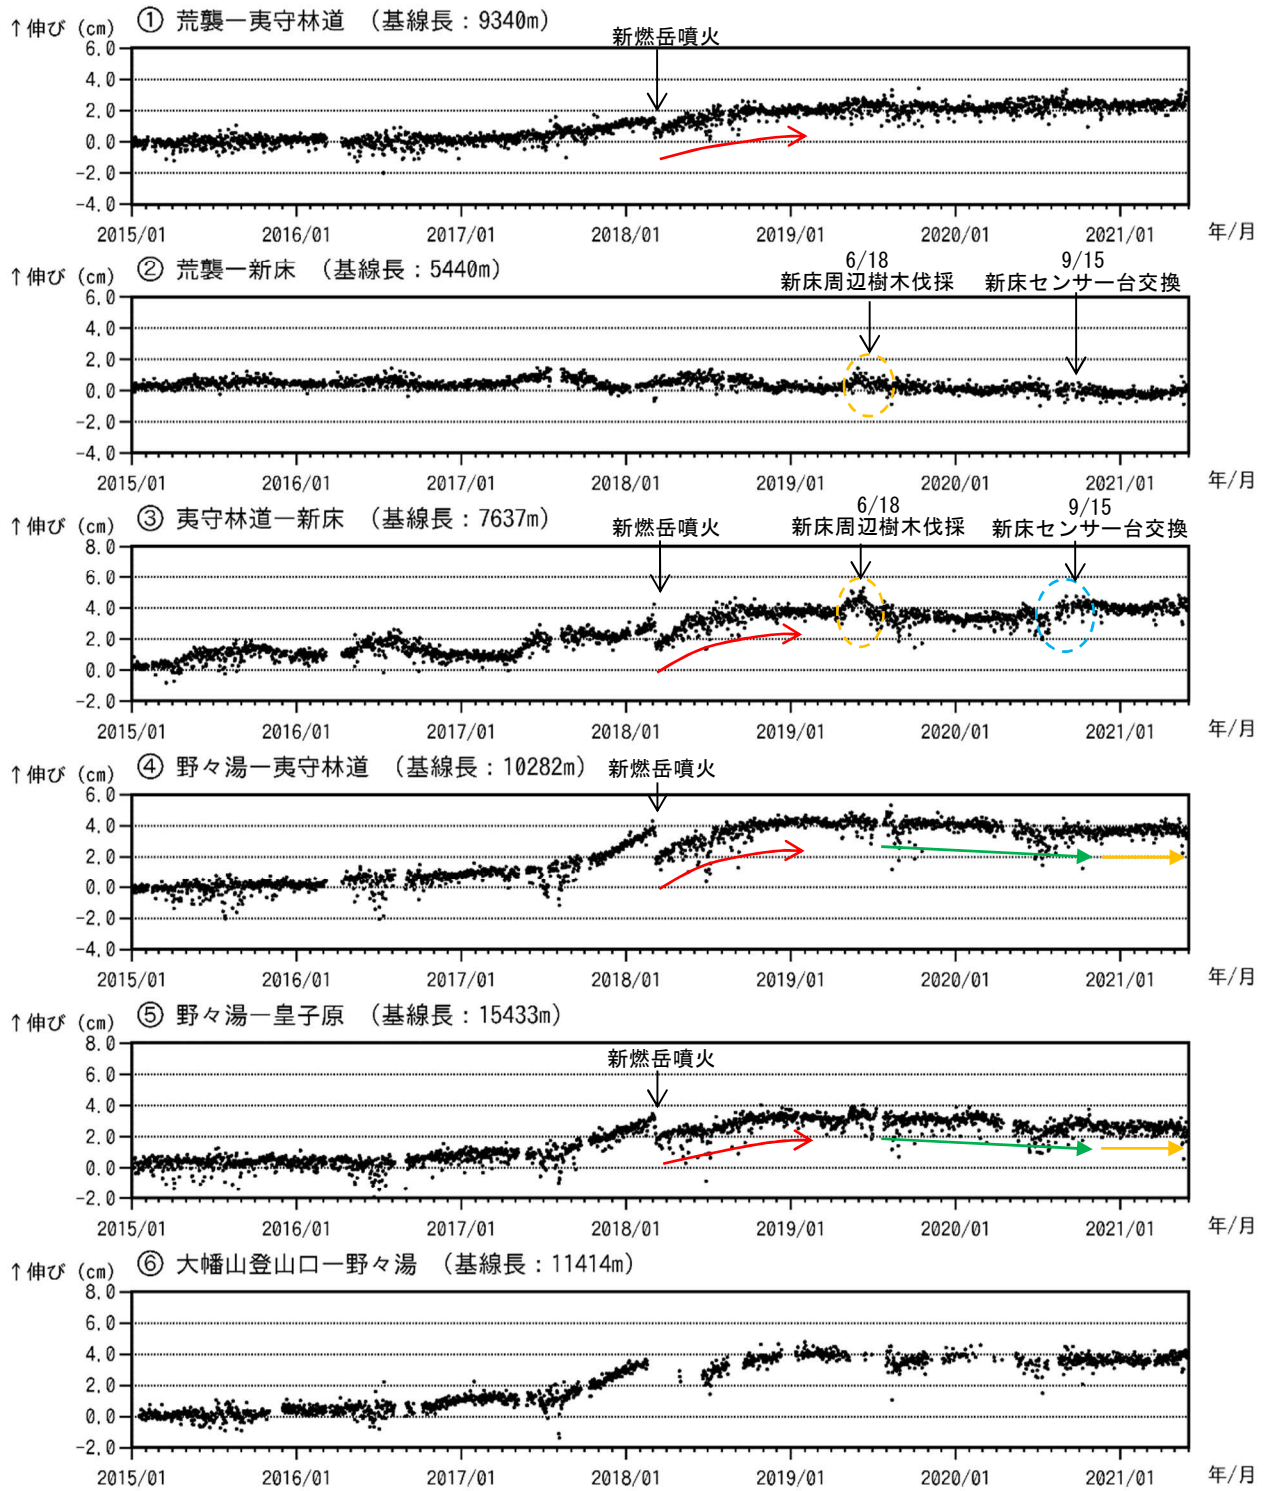 ↑伸び (cm) ① 荒襲ー夷守林道 （基線長：9340m）
新燃岳噴火
6.0
4.0
2.0
0.0
-2.0
-4.0
2015/01 2016/01 2017/01 2018/01 2019/01 2020/01 2021/01 年/月
↑伸び (cm) ② 荒襲ー新床 （基線長：5440m）
6/18 9/15
新床周辺樹木伐採 新床センサー台交換
6.0
4.0
2.0
0.0
-2.0
-4.0
2015/01 2016/01 2017/01 2018/01 2019/01 2020/01 2021/01 年/月
↑伸び (cm) ③ 夷守林道ー新床 （基線長：7637m）
6/18 9/15
新燃岳噴火 新床周辺樹木伐採 新床センサー台交換
8.0
6.0
4.0
2.0
0.0
-2.0
2015/01 2016/01 2017/01 2018/01 2019/01 2020/01 2021/01 年/月
↑伸び (cm) ④ 野々湯ー夷守林道 （基線長：10282m） 新燃岳噴火
6.0
4.0
2.0
0.0
-2.0
-4.0
2015/01 2016/01 2017/01 2018/01 2019/01 2020/01 2021/01 年/月
↑伸び (cm) ⑤ 野々湯ー皇子原 （基線長：15433m）
新燃岳噴火
8.0
6.0
4.0
2.0
0.0
-2.0
2015/01 2016/01 2017/01 2018/01 2019/01 2020/01 2021/01 年/月
↑伸び (cm) ⑥ 大幡山登山口ー野々湯 （基線長：11414m）
8.0
6.0
4.0
2.0
0.0
-2.0
2015/01 2016/01 2017/01 2018/01 2019/01 2020/01 2021/01 年/月